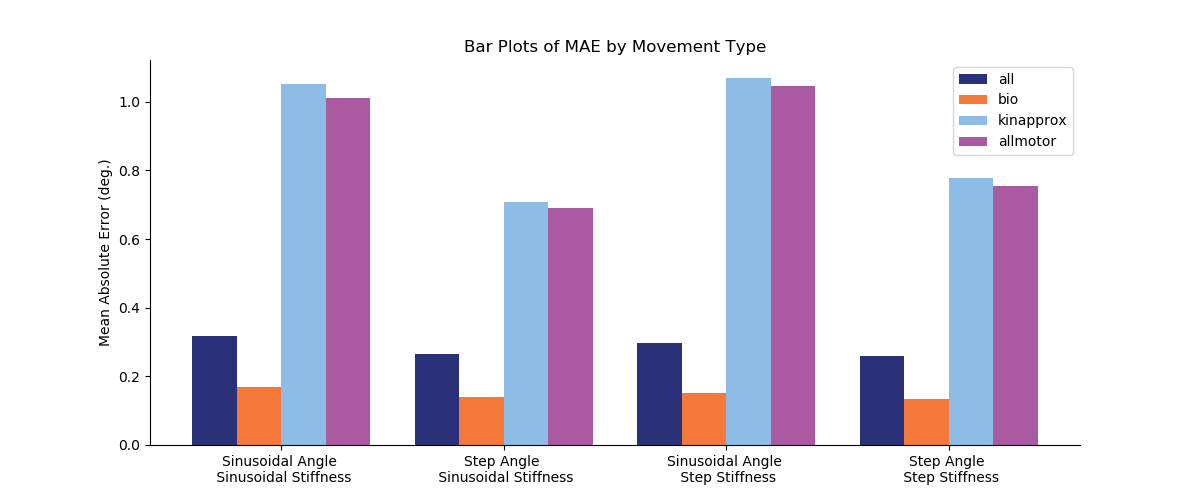 Bar Plots of MAE by Movement Type
Mean Absolute Error (deg.)
1.0
0.8
0.6
0.4
0.2
0.0
all
bio
kinapprox
allmotor
Sinusoidal Angle
Sinusoidal Stiffness
Step Angle
Sinusoidal Stiffness
Sinusoidal Angle
Step Stiffness
Step Angle
Step Stiffness